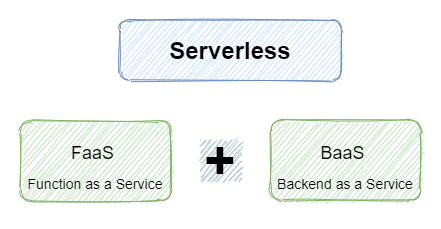 Serverless
FaaS
Function as a Service
+
BaaS
Backend as a Service